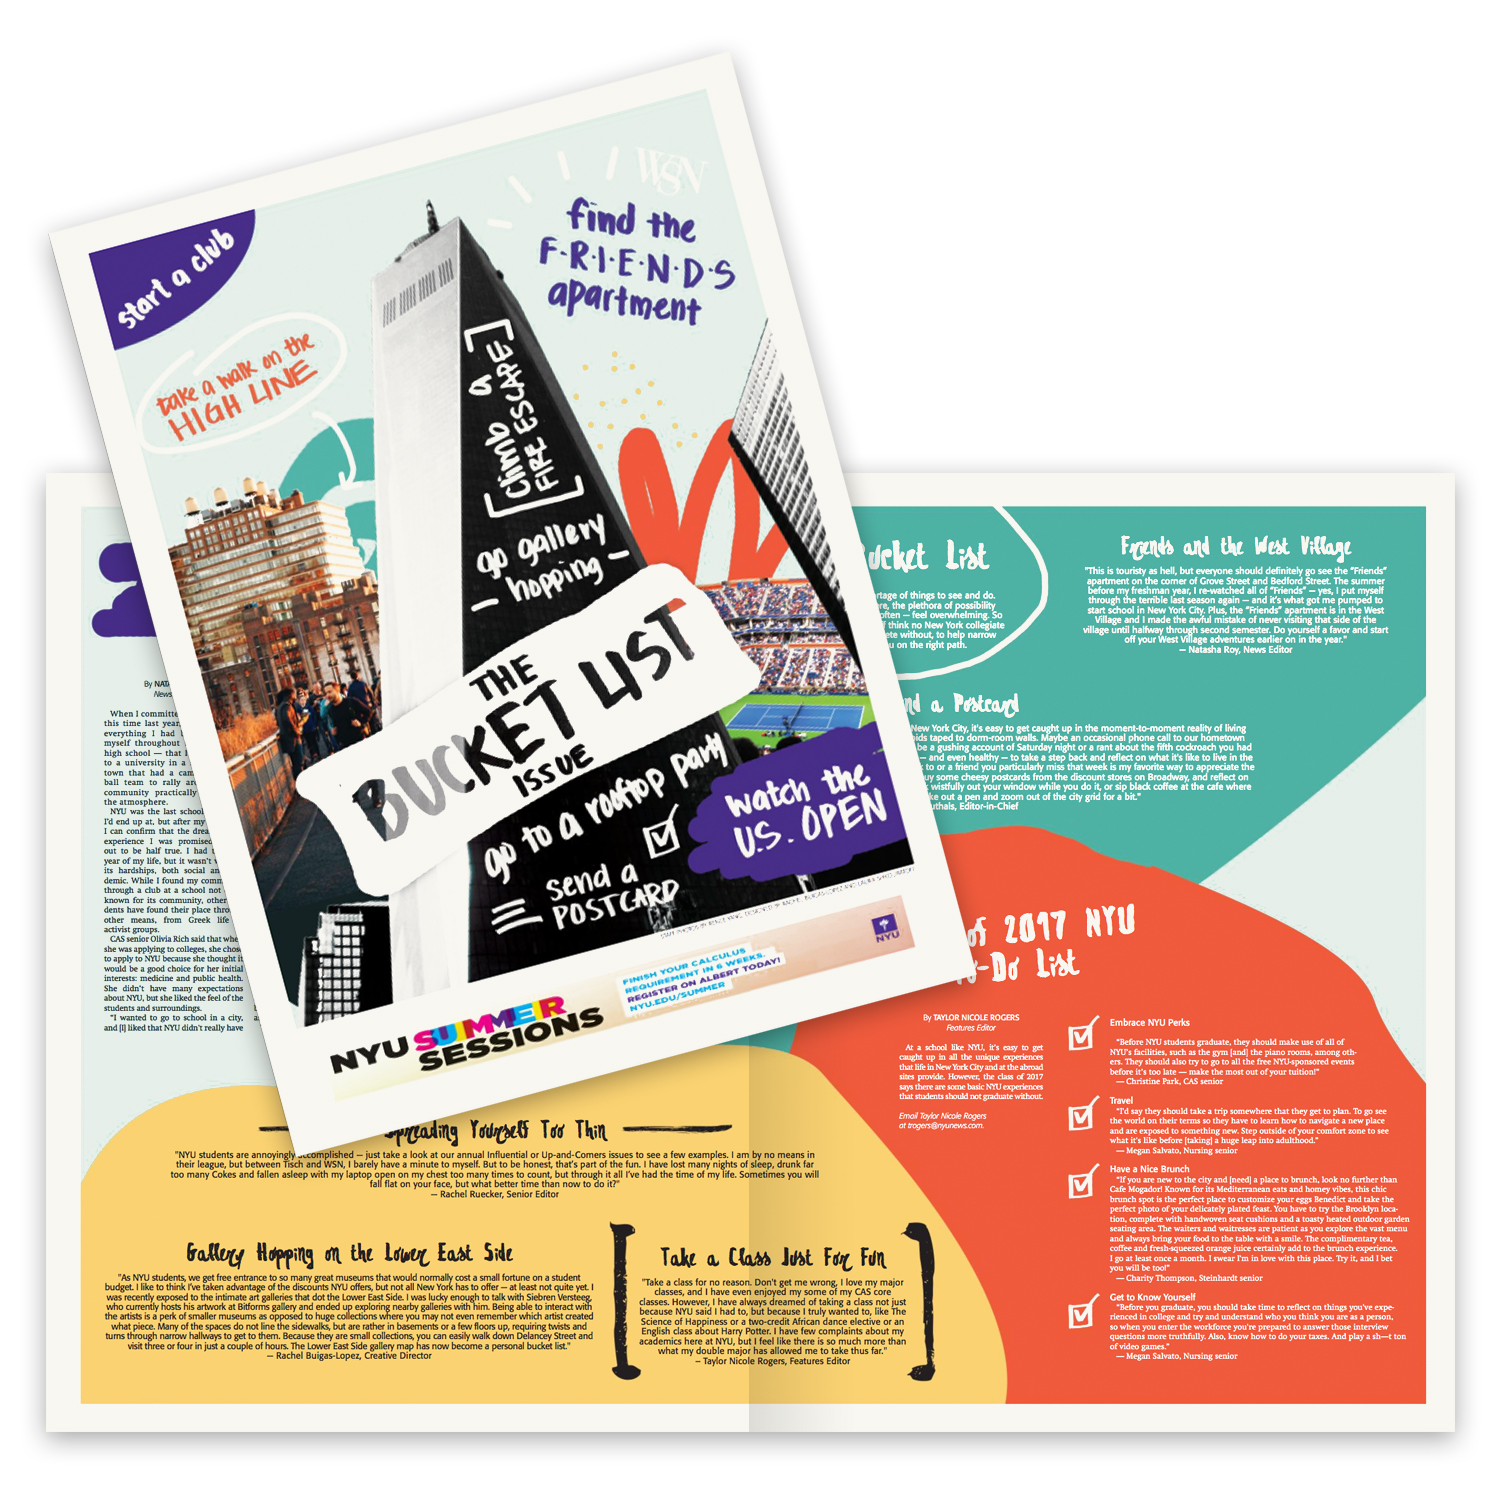 WSN
start a club
find the
F·R·I·E·N·D·S
apartment
take a walk on the
HIGH LINE
Climb a
FIRE ESCAPE
go gallery
hopping
THE
BUCKET LIST
ISSUE
go to a rooftop party
send a
POSTCARD
watch the
U.S. OPEN
NYU SUMMER
SESSIONS
FINISH YOUR CALCULUS
REQUIREMENT IN 6 WEEKS.
REGISTER ON ALBERT TODAY!
NYU.EDU/SUMMER
NYU
By
When I committe
this time last year,
everything I had
myself throughout
high school — that
to a university in a
town that had a cam
ball team to rally
community practically
the atmosphere.
NYU was the last school
I'd end up at, but after my
I can confirm that the drea
experience I was promised
out to be half true. I had
year of my life, but it wasn't
its hardships, both social an
demic. While I found my com
through a club at a school not
known for its community, other
dents have found their place thro
other means, from Greek life
activist groups.
CAS senior Olivia Rich said that whe
she was applying to colleges, she chose
to apply to NYU because she thought it
would be a good choice for her initial
interests: medicine and public health.
She didn't have many expectations
about NYU, but she liked the feel of the
students and surroundings.
"I wanted to go to school in a city,
and [I] liked that NYU didn't really have
ucket List
rtage of things to see and do.
re, the plethora of possibility
often — feel overwhelming. So
think no New York collegiate
ete without, to help narrow
u on the right path.
Friends and the West Village
"This is touristy as hell, but everyone should definitely go see the "Friends"
apartment on the corner of Grove Street and Bedford Street. The summer
before my freshman year, I re-watched all of "Friends" — yes, I put myself
through the terrible last season again — and it's what got me pumped to
start school in New York City. Plus, the "Friends" apartment is in the West
Village and I made the awful mistake of never visiting that side of the
village until halfway through second semester. Do yourself a favor and start
off your West Village adventures earlier on in the year."
— Natasha Roy, News Editor
nd a Postcard
New York City, it's easy to get caught up in the moment-to-moment reality of living
ids taped to dorm-room walls. Maybe an occasional phone call to our hometown
be a gushing account of Saturday night or a rant about the fifth cockroach you had
— and even healthy — to take a step back and reflect on what it's like to live in the
to or a friend you particularly miss that week is my favorite way to appreciate the
uy some cheesy postcards from the discount stores on Broadway, and reflect on
wistfully out your window while you do it, or sip black coffee at the cafe where
ke out a pen and zoom out of the city grid for a bit."
uthals, Editor-in-Chief
of 2017 NYU
o-Do List
By TAYLOR NICOLE ROGERS
Features Editor
At a school like NYU, it's easy to get
caught up in all the unique experiences
that life in New York City and at the abroad
sites provide. However, the class of 2017
says there are some basic NYU experiences
that students should not graduate without.
Email Taylor Nicole Rogers
at trogers@nyunews.com.
Embrace NYU Perks
"Before NYU students graduate, they should make use of all of
NYU's facilities, such as the gym [and] the piano rooms, among oth-
ers. They should also try to go to all the free NYU-sponsored events
before it's too late — make the most out of your tuition!"
— Christine Park, CAS senior
Travel
"I'd say they should take a trip somewhere that they get to plan. To go see
the world on their terms so they have to learn how to navigate a new place
and are exposed to something new. Step outside of your comfort zone to see
what it's like before [taking] a huge leap into adulthood."
— Megan Salvato, Nursing senior
Have a Nice Brunch
"If you are new to the city and [need] a place to brunch, look no further than
Cafe Mogador! Known for its Mediterranean eats and homey vibes, this chic
brunch spot is the perfect place to customize your eggs Benedict and take the
perfect photo of your delicately plated feast. You have to try the Brooklyn loca-
tion, complete with handwoven seat cushions and a toasty heated outdoor garden
seating area. The waiters and waitresses are patient as you explore the vast menu
and always bring your food to the table with a smile. The complimentary tea,
coffee and fresh-squeezed orange juice certainly add to the brunch experience.
I go at least once a month. I swear I'm in love with this place. Try it, and I bet
you will be too!"
— Charity Thompson, Steinhardt senior
Get to Know Yourself
"Before you graduate, you should take time to reflect on things you've expe-
rienced in college and try and understand who you think you are as a person,
so when you enter the workforce you're prepared to answer those interview
questions more truthfully. Also, know how to do your taxes. And play a sh—t ton
of video games."
— Megan Salvato, Nursing senior
Spreading Yourself Too Thin
"NYU students are annoyingly accomplished — just take a look at our annual Influential or Up-and-Comers issues to see a few examples. I am by no means in
their league, but between Tisch and WSN, I barely have a minute to myself. But to be honest, that's part of the fun. I have lost many nights of sleep, drunk far
too many Cokes and fallen asleep with my laptop open on my chest too many times to count, but through it all I've had the time of my life. Sometimes you will
fall flat on your face, but what better time than now to do it?"
— Rachel Ruecker, Senior Editor
Gallery Hopping on the Lower East Side
"As NYU students, we get free entrance to so many great museums that would normally cost a small fortune on a student
budget. I like to think I've taken advantage of the discounts NYU offers, but not all New York has to offer — at least not quite yet. I
was recently exposed to the intimate art galleries that dot the Lower East Side. I was lucky enough to talk with Siebren Versteeg,
who currently hosts his artwork at Bitforms gallery and ended up exploring nearby galleries with him. Being able to interact with
the artists is a perk of smaller museums as opposed to huge collections where you may not even remember which artist created
what piece. Many of the spaces do not line the sidewalks, but are rather in basements or a few floors up, requiring twists and
turns through narrow hallways to get to them. Because they are small collections, you can easily walk down Delancey Street and
visit three or four in just a couple of hours. The Lower East Side gallery map has now become a personal bucket list."
— Rachel Buigas-Lopez, Creative Director
Take a Class Just For Fun
"Take a class for no reason. Don't get me wrong, I love my major
classes, and I have even enjoyed my some of my CAS core
classes. However, I have always dreamed of taking a class not just
because NYU said I had to, but because I truly wanted to, like The
Science of Happiness or a two-credit African dance elective or an
English class about Harry Potter. I have few complaints about my
academics here at NYU, but I feel like there is so much more than
what my double major has allowed me to take thus far."
— Taylor Nicole Rogers, Features Editor